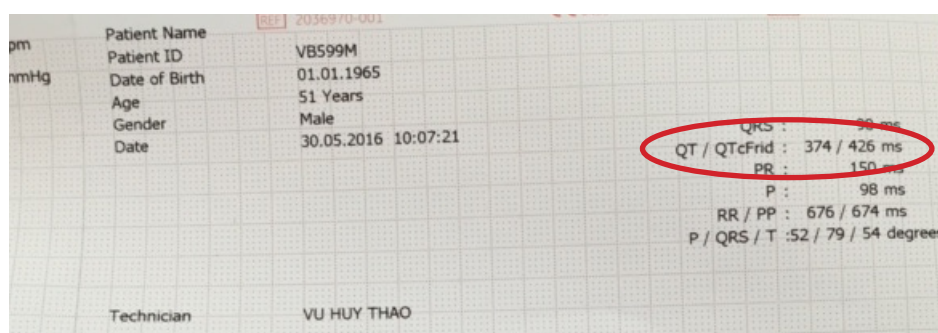 REF 2036970-001
pm
mmHg
Patient Name
Patient ID VB599M
Date of Birth 01.01.1965
Age 51 Years
Gender Male
Date 30.05.2016 10:07:21
QRS : ms
QT / QTcFrid : 374 / 426 ms
PR : 150 ms
P : 98 ms
RR / PP : 676 / 674 ms
P / QRS / T :52 / 79 / 54 degrees
Technician VU HUY THAO